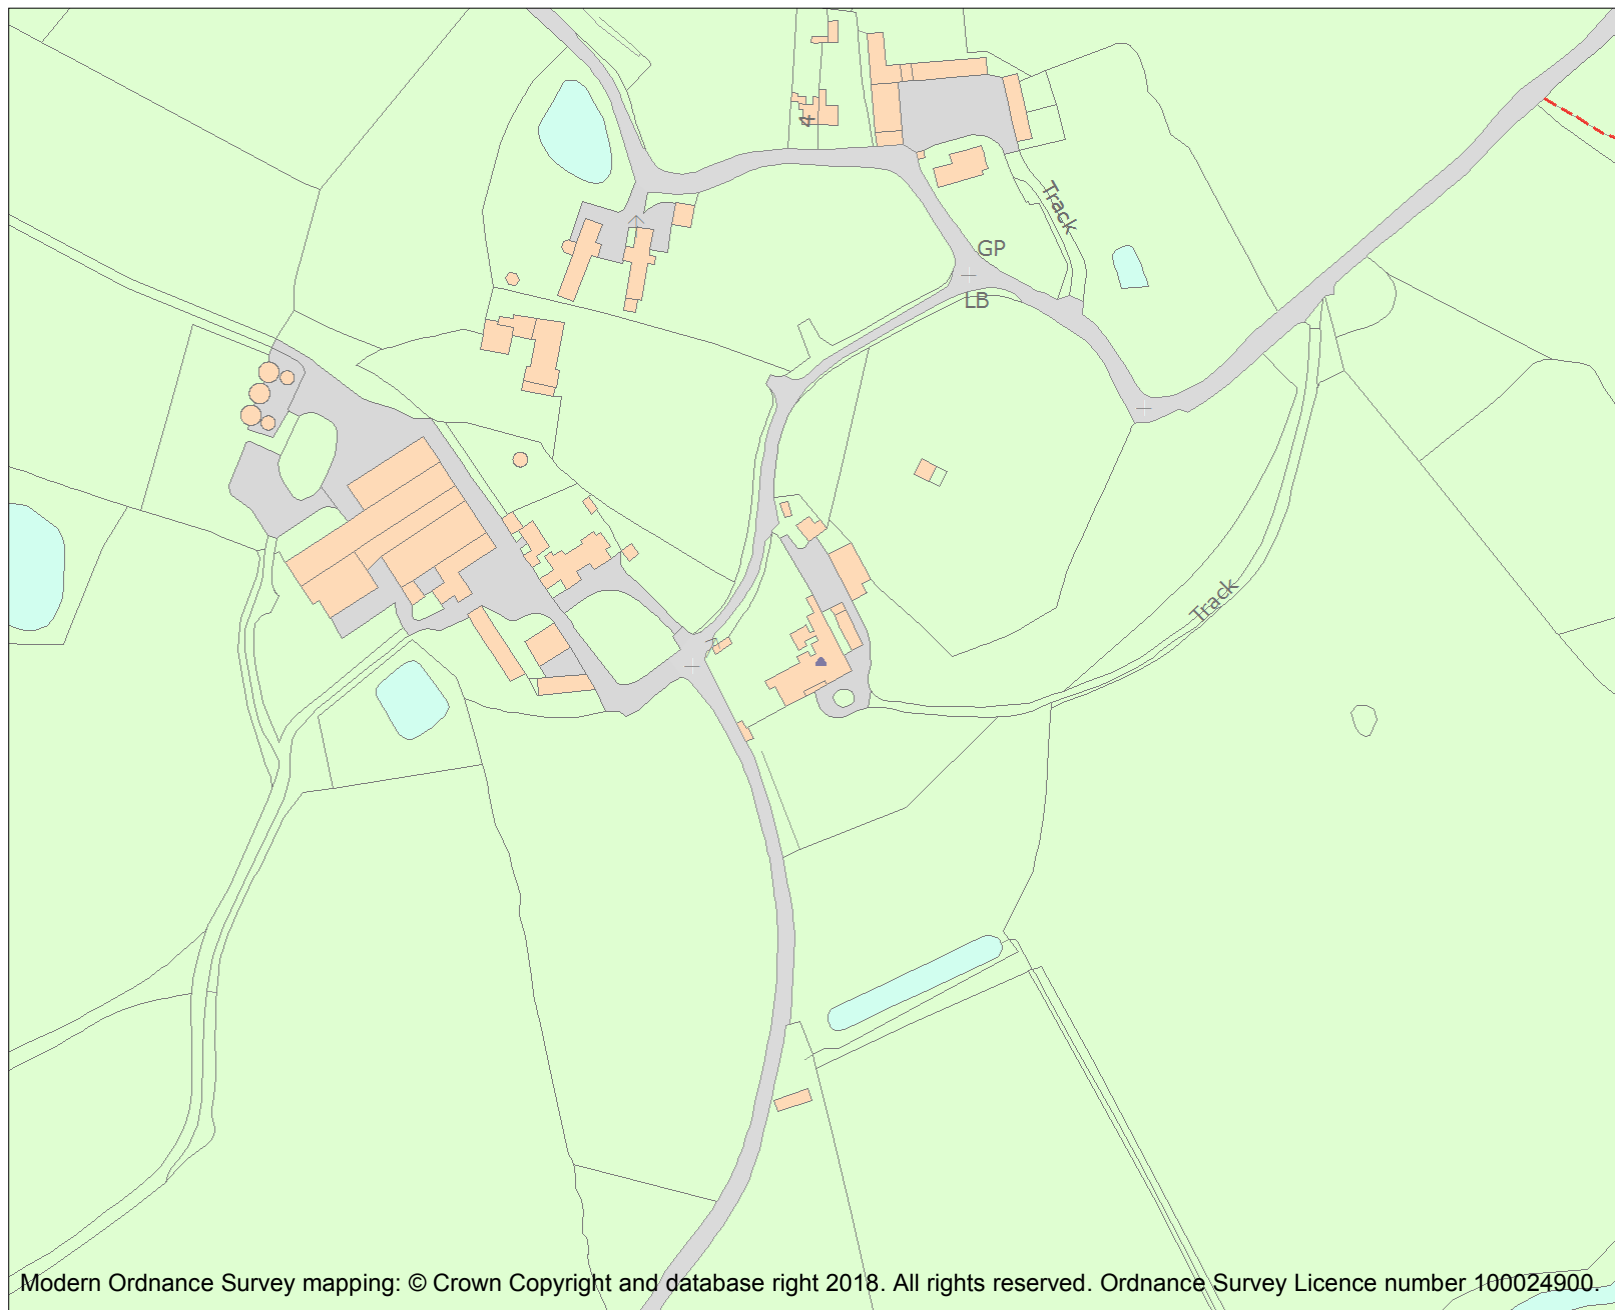 4
Track
GP
LB
Track
Modern Ordnance Survey mapping: © Crown Copyright and database right 2018. All rights reserved. Ordnance Survey Licence number 100024900.